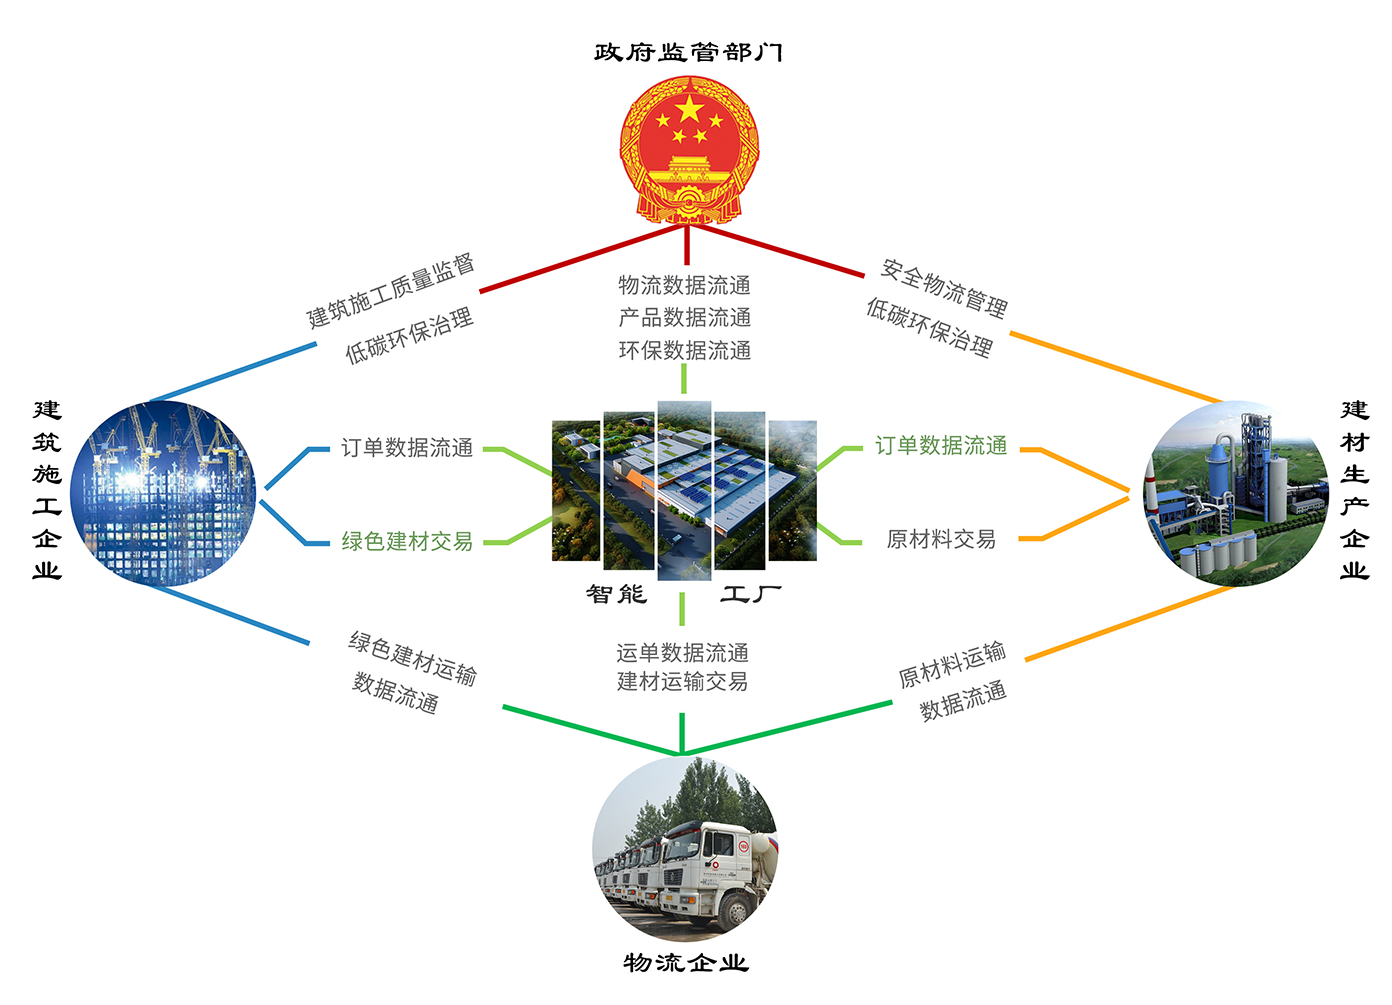 政府监管部门
建筑施工质量监督
低碳环保治理
物流数据流通
产品数据流通
环保数据流通
安全物流管理
低碳环保治理
建筑施工企业
订单数据流通
绿色建材交易
智能 工厂
订单数据流通
原材料交易
建材生产企业
绿色建材运输
数据流通
运单数据流通
建材运输交易
原材料运输
数据流通
物流企业